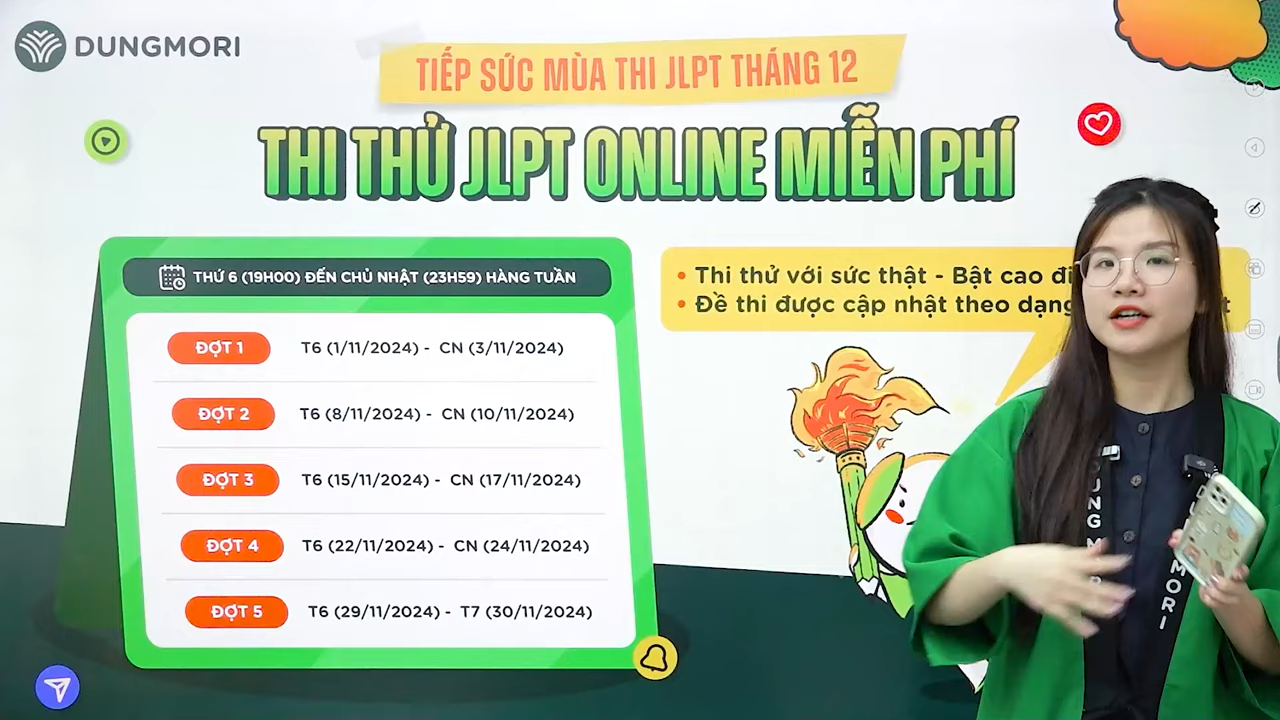 DUNGMORI
TIẾP SỨC MÙA THI JLPT THÁNG 12
THI THỬ JLPT ONLINE MIỄN PHÍ
THỨ 6 (19H00) ĐẾN CHỦ NHẬT (23H59) HÀNG TUẦN
ĐỢT 1 T6 (1/11/2024) - CN (3/11/2024)
ĐỢT 2 T6 (8/11/2024) - CN (10/11/2024)
ĐỢT 3 T6 (15/11/2024) - CN (17/11/2024)
ĐỢT 4 T6 (22/11/2024) - CN (24/11/2024)
ĐỢT 5 T6 (29/11/2024) - T7 (30/11/2024)
• Thi thử với sức thật - Bật cao
• Đề thi được cập nhật theo dạng
MORI